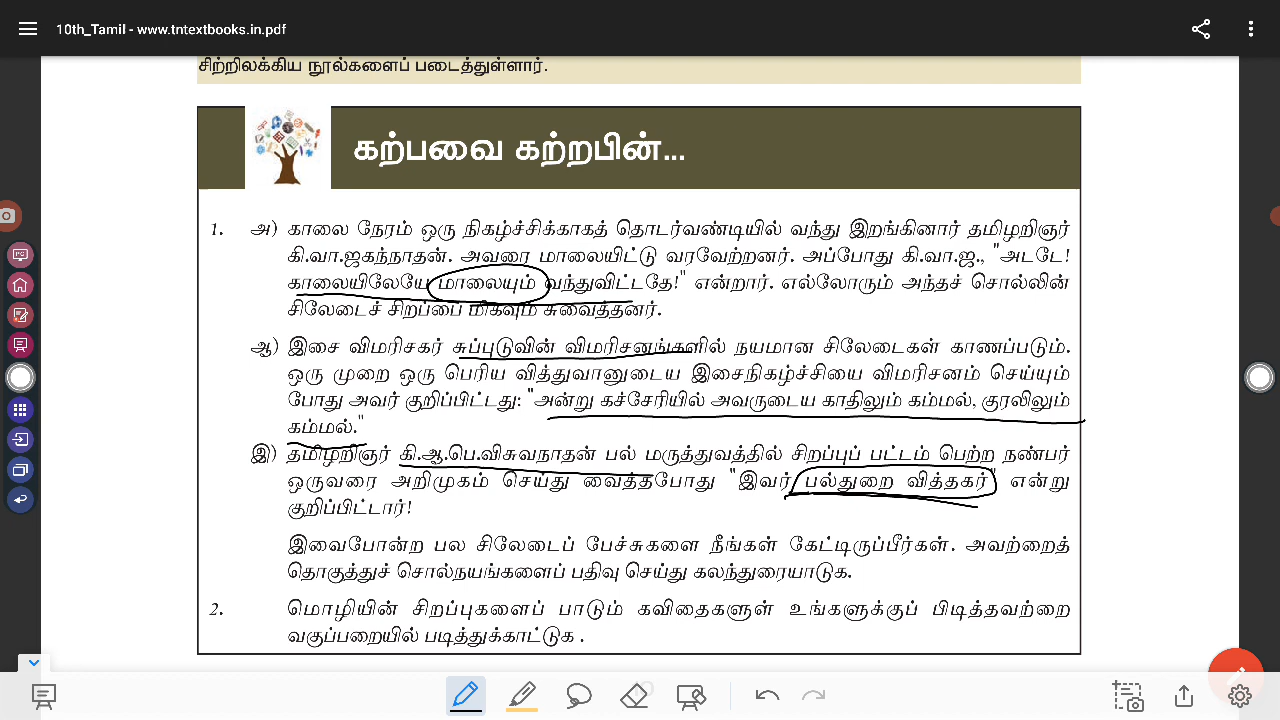 10th_Tamil - www.tntextbooks.in.pdf
சிற்றிலக்கிய நூல்களைப் படைத்துள்ளார்.
கற்பவை கற்றபின்...
1. அ) காலை நேரம் ஒரு நிகழ்ச்சிக்காகத் தொடர்வண்டியில் வந்து இறங்கினார் தமிழறிஞர்
கி.வா.ஜகந்நாதன். அவரை மாலையிட்டு வரவேற்றனர். அப்போது கி.வா.ஜ., "அடடே!
காலையிலேயே மாலையும் வந்துவிட்டதே!" என்றார். எல்லோரும் அந்தச் சொல்லின்
சிலேடைச் சிறப்பை மிகவும் சுவைத்தனர்.
ஆ) இசை விமரிசகர் சுப்புடுவின் விமரிசனங்களில் நயமான சிலேடைகள் காணப்படும்.
ஒரு முறை ஒரு பெரிய வித்துவானுடைய இசைநிகழ்ச்சியை விமரிசனம் செய்யும்
போது அவர் குறிப்பிட்டது: "அன்று கச்சேரியில் அவருடைய காதிலும் கம்மல், குரலிலும்
கம்மல்."
இ) தமிழறிஞர் கி.ஆ.பெ.விசுவநாதன் பல் மருத்துவத்தில் சிறப்புப் பட்டம் பெற்ற நண்பர்
ஒருவரை அறிமுகம் செய்து வைத்தபோது "இவர் பல்துறை வித்தகர்" என்று
குறிப்பிட்டார்!
இவைபோன்ற பல சிலேடைப் பேச்சுகளை நீங்கள் கேட்டிருப்பீர்கள். அவற்றைத்
தொகுத்துச் சொல்நயங்களைப் பதிவு செய்து கலந்துரையாடுக.
2. மொழியின் சிறப்புகளைப் பாடும் கவிதைகளுள் உங்களுக்குப் பிடித்தவற்றை
வகுப்பறையில் படித்துக்காட்டுக .